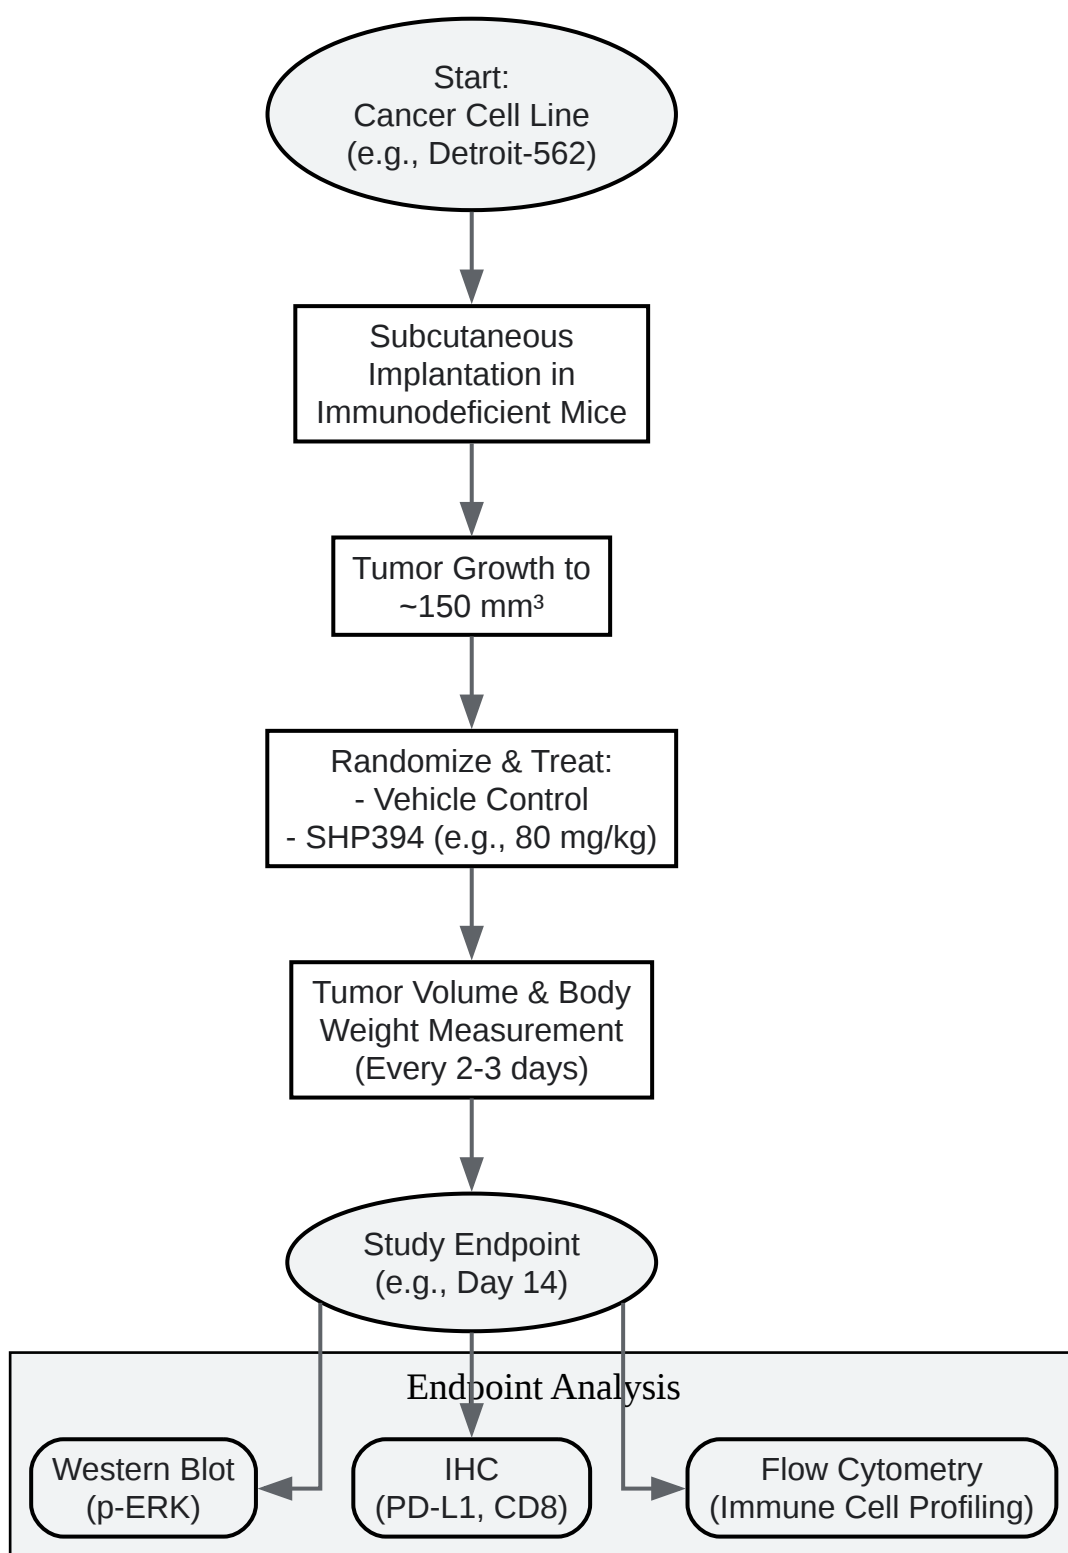 Start:
Cancer Cell Line
(e.g., Detroit-562)
Subcutaneous
Implantation in
Immunodeficient Mice
Tumor Growth to
~150 mm³
Randomize & Treat:
- Vehicle Control
- SHP394 (e.g., 80 mg/kg)
Tumor Volume & Body
Weight Measurement
(Every 2-3 days)
Study Endpoint
(e.g., Day 14)
Endpoint Analysis
Western Blot
(p-ERK)
IHC
(PD-L1, CD8)
Flow Cytometry
(Immune Cell Profiling)